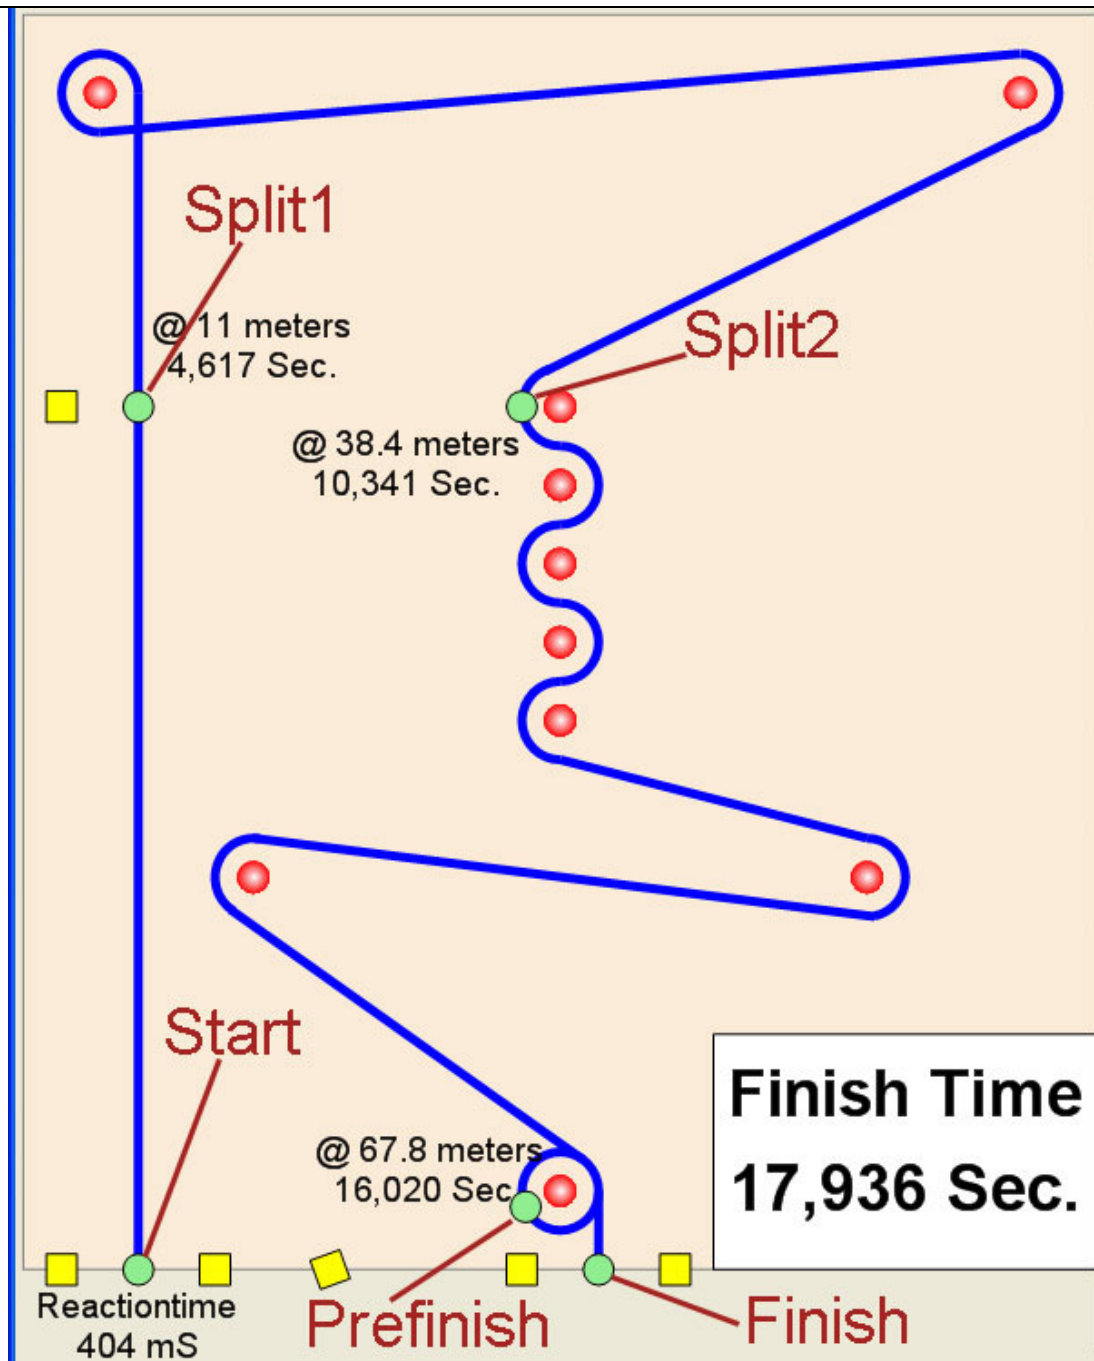 Split1
@ 11 meters
4,617 Sec.
Split2
@ 38.4 meters
10,341 Sec.
Start
Finish Time
17,936 Sec.
@ 67.8 meters
16,020 Sec
Reactiontime
404 mS
Prefinish
Finish